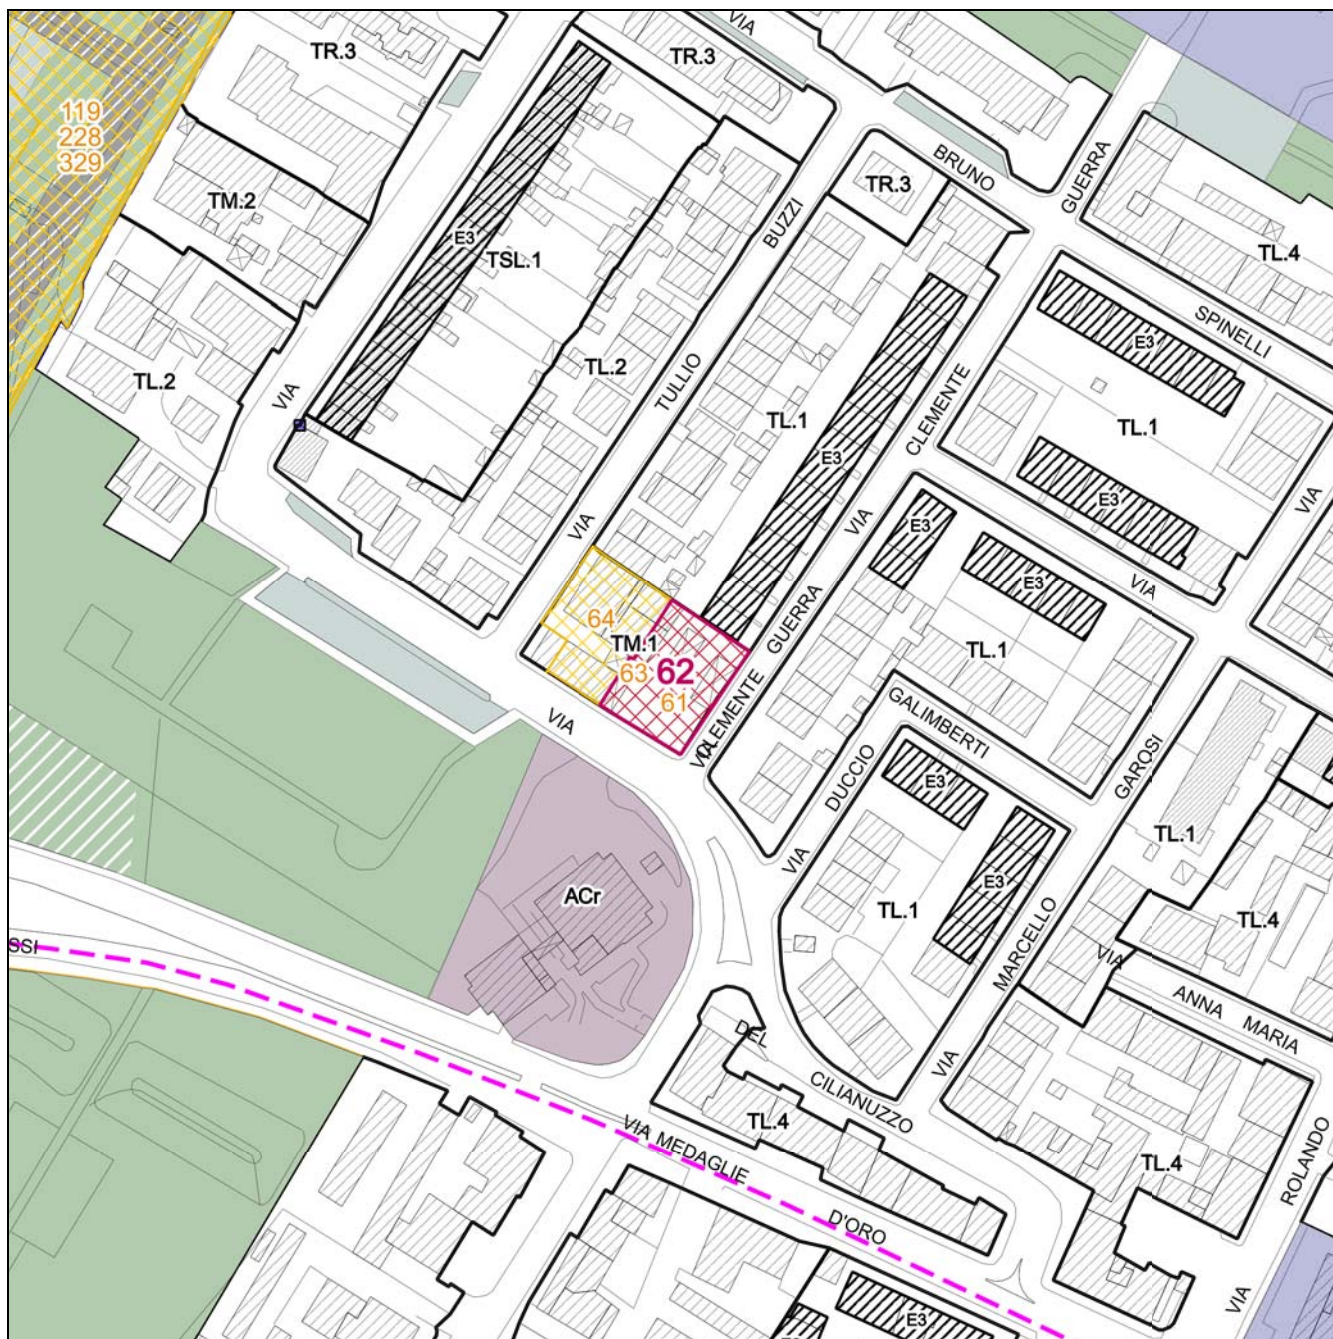 VIA
TR.3
TR.3
119
228
329
BRUNO
TR.3
GUERRA
TM.2
E3
TSL.1
BUZZI
TL.4
SPINELLI
E3
TL.2
VIA
TL.2
TULLIO
TL.1
CLEMENTE
TL.1
E3
E3
VIA
VIA
VIA
E3
E3
VIA
64
TM.1
63
62
61
GUERRA
TL.1
CLEMENTE
VIA
VIA
GALIMBERTI
DUCCIO
E3
GAROSI
TL.1
VIA
E3
ACr
TL.1
TL.4
MARCELLO
SSI
VIA
ANNA MARIA
DEL
CILIANUZZO
VIA
TL.4
VIA MEDAGLIE
D'ORO
TL.4
ROLANDO
VIA
E3